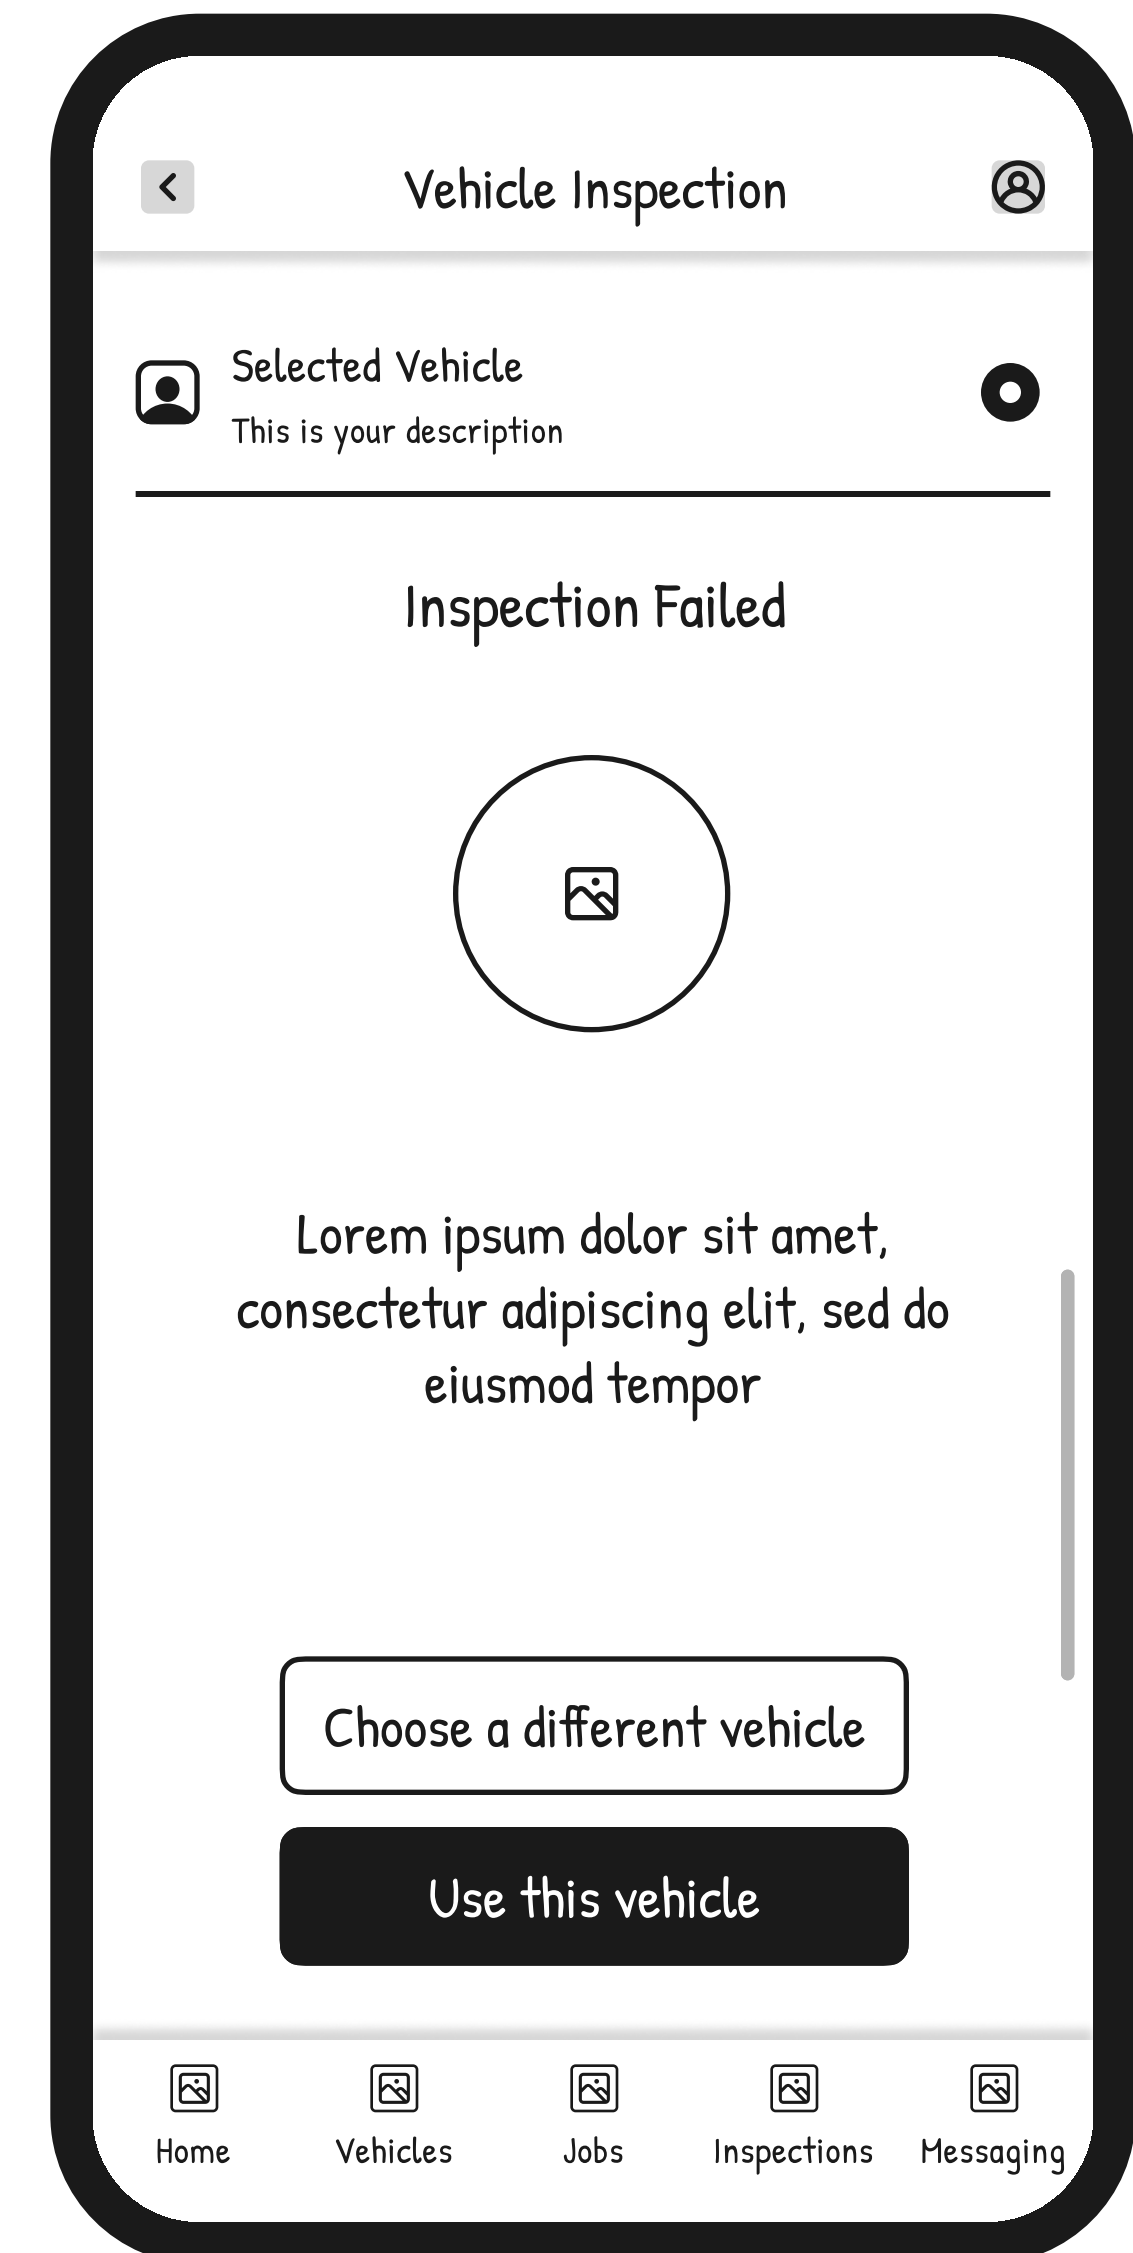 Vehicle Inspection
Selected Vehicle
This is your description
Inspection Failed
Lorem ipsum dolor sit amet,
consectetur adipiscing elit, sed do
eiusmod tempor
Choose a different vehicle
Use this vehicle
Home
Vehicles
Jobs
Inspections
Messaging